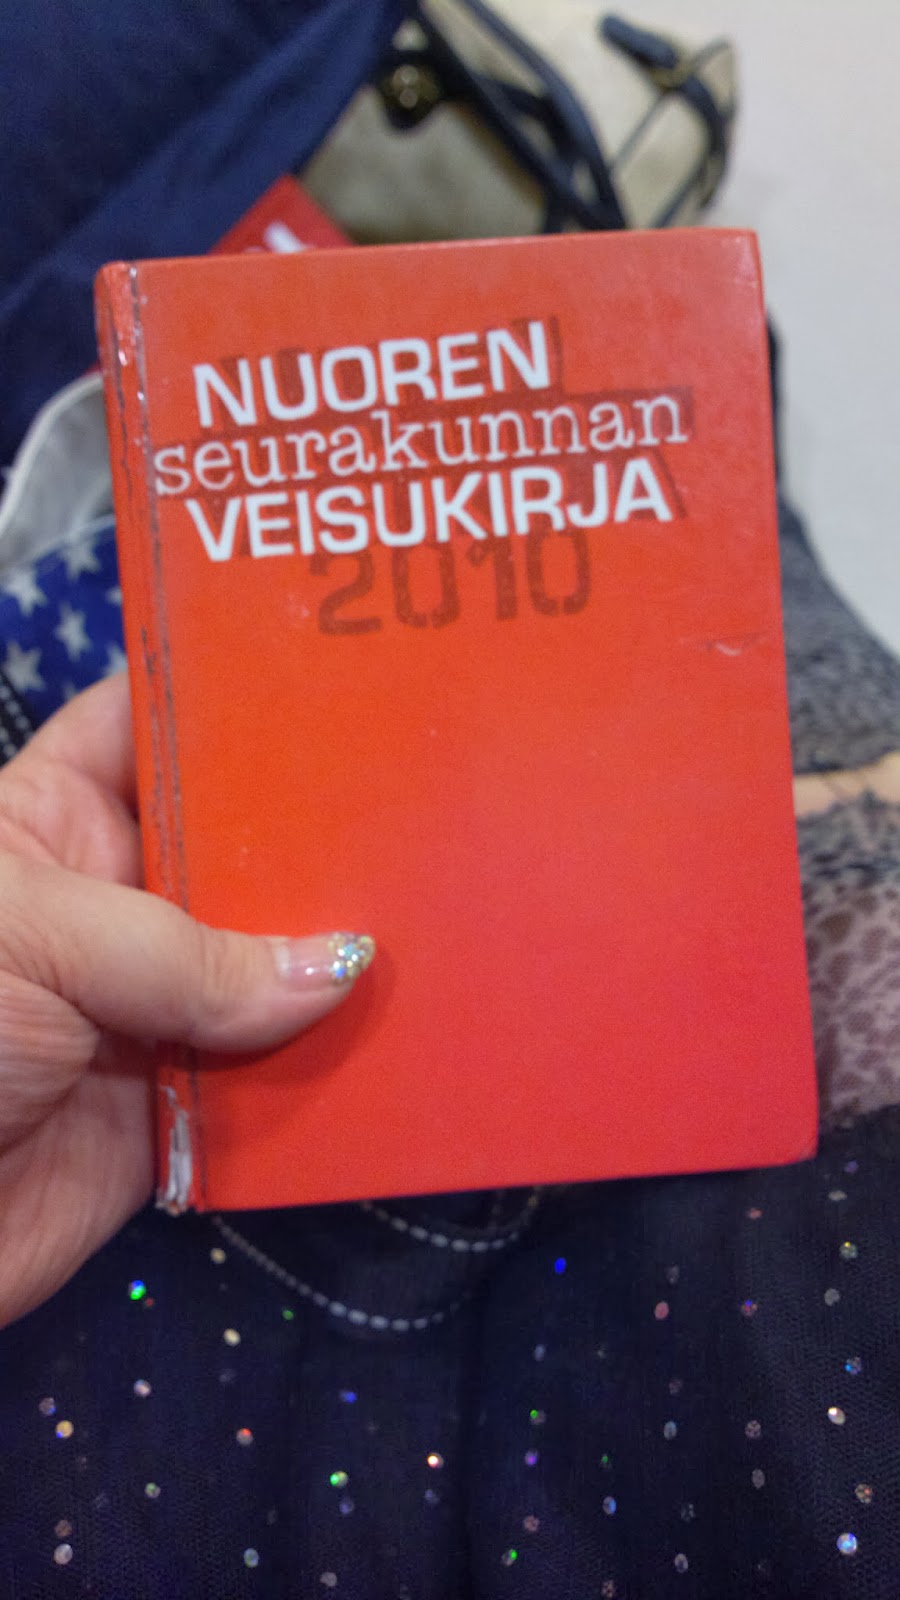 NUOREN
seurakunnan
VEISUKIRJA
2010